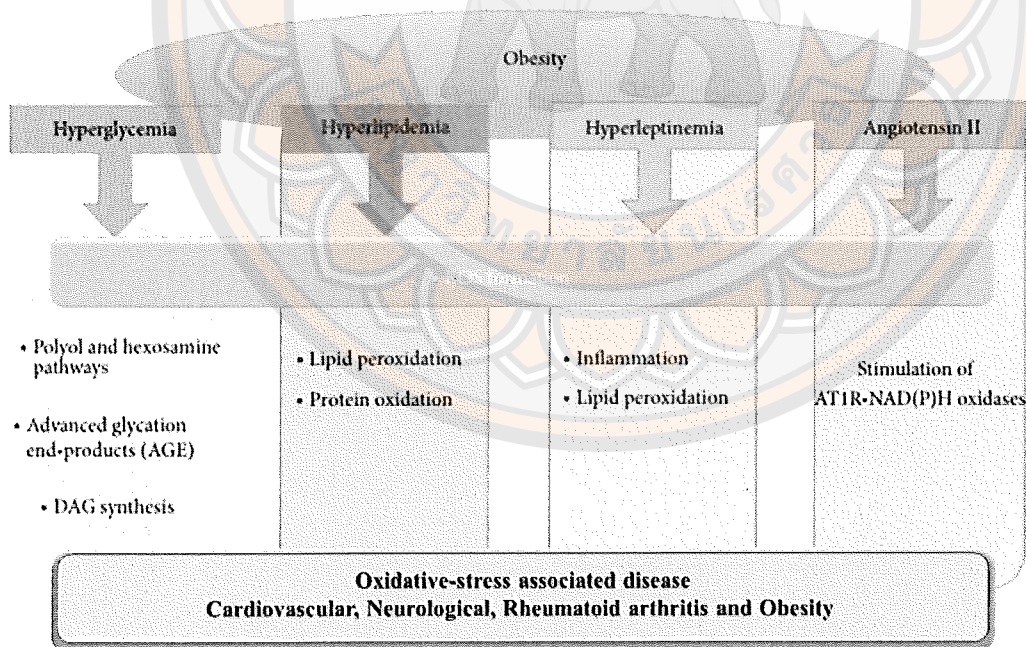 Obesity
Hyperglycemia
Hyperlipidemia
Hyperleptinemia
Angiotensin II
• Polyol and hexosamine
pathways
• Advanced glycation
end-products (AGE)
• DAG synthesis
• Lipid peroxidation
• Protein oxidation
• Inflammation
• Lipid peroxidation
Stimulation of
AT1R-NAD(P)H oxidases
Oxidative-stress associated disease
Cardiovascular, Neurological, Rheumatoid arthritis and Obesity